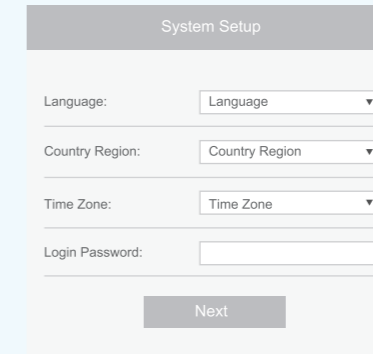 System Setup
Language: Language
Country Region: Country Region
Time Zone: Time Zone
Login Password:
Next